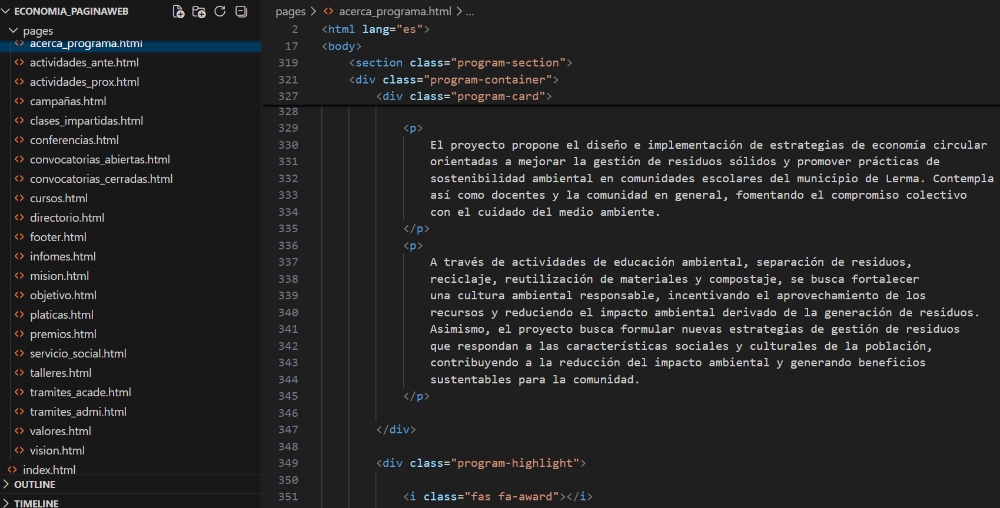 ECONOMIA_PAGINAWEB
pages
acerca_programa.html
actividades_ante.html
actividades_prox.html
campañas.html
clases_impartidas.html
conferencias.html
convocatorias_abiertas.html
convocatorias_cerradas.html
cursos.html
directorio.html
footer.html
infomes.html
mision.html
objetivo.html
platicas.html
premios.html
servicio_social.html
talleres.html
tramites_acade.html
tramites_admi.html
valores.html
vision.html
index.html
OUTLINE
TIMELINE
pages > <> acerca_programa.html > ...
2 <html lang="es">
17 <body>
319 <section class="program-section">
321 <div class="program-container">
327 <div class="program-card">
328
329 <p>
330 El proyecto propone el diseño e implementación de estrategias de economía circular
331 orientadas a mejorar la gestión de residuos sólidos y promover prácticas de
332 sostenibilidad ambiental en comunidades escolares del municipio de Lerma. Contempla
333 así como docentes y la comunidad en general, fomentando el compromiso colectivo
334 con el cuidado del medio ambiente.
335 </p>
336 <p>
337 A través de actividades de educación ambiental, separación de residuos,
338 reciclaje, reutilización de materiales y compostaje, se busca fortalecer
339 una cultura ambiental responsable, incentivando el aprovechamiento de los
340 recursos y reduciendo el impacto ambiental derivado de la generación de residuos.
341 Asimismo, el proyecto busca formular nuevas estrategias de gestión de residuos
342 que respondan a las características sociales y culturales de la población,
343 contribuyendo a la reducción del impacto ambiental y generando beneficios
344 sustentables para la comunidad.
345 </p>
346
347 </div>
348
349 <div class="program-highlight">
350
351 <i class="fas fa-award"></i>